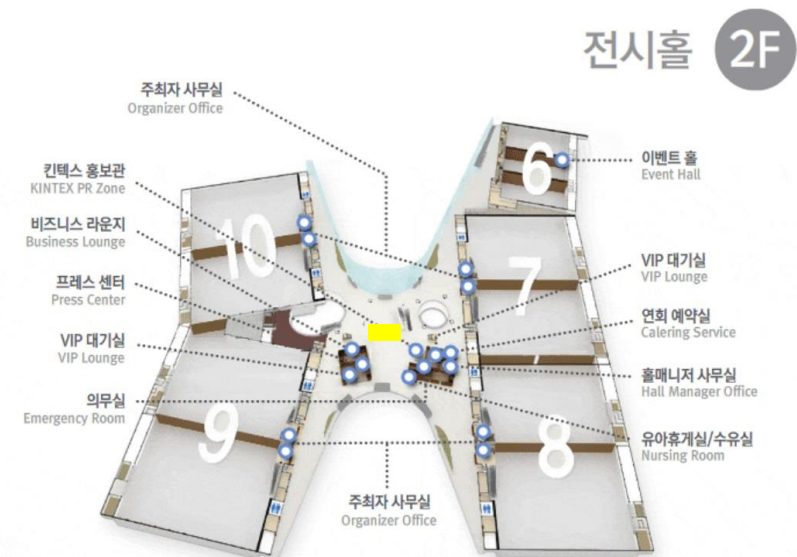 전시홀 2F
주최자 사무실
Organizer Office
킨텍스 홍보관
KINTEX PR Zone
비즈니스 라운지
Business Lounge
프레스 센터
Press Center
VIP 대기실
VIP Lounge
의무실
Emergency Room
10
9
6
7
8
이벤트 홀
Event Hall
VIP 대기실
VIP Lounge
연회 예약실
Calering Service
홀매니저 사무실
Hall Manager Office
유아휴게실/수유실
Nursing Room
주최자 사무실
Organizer Office